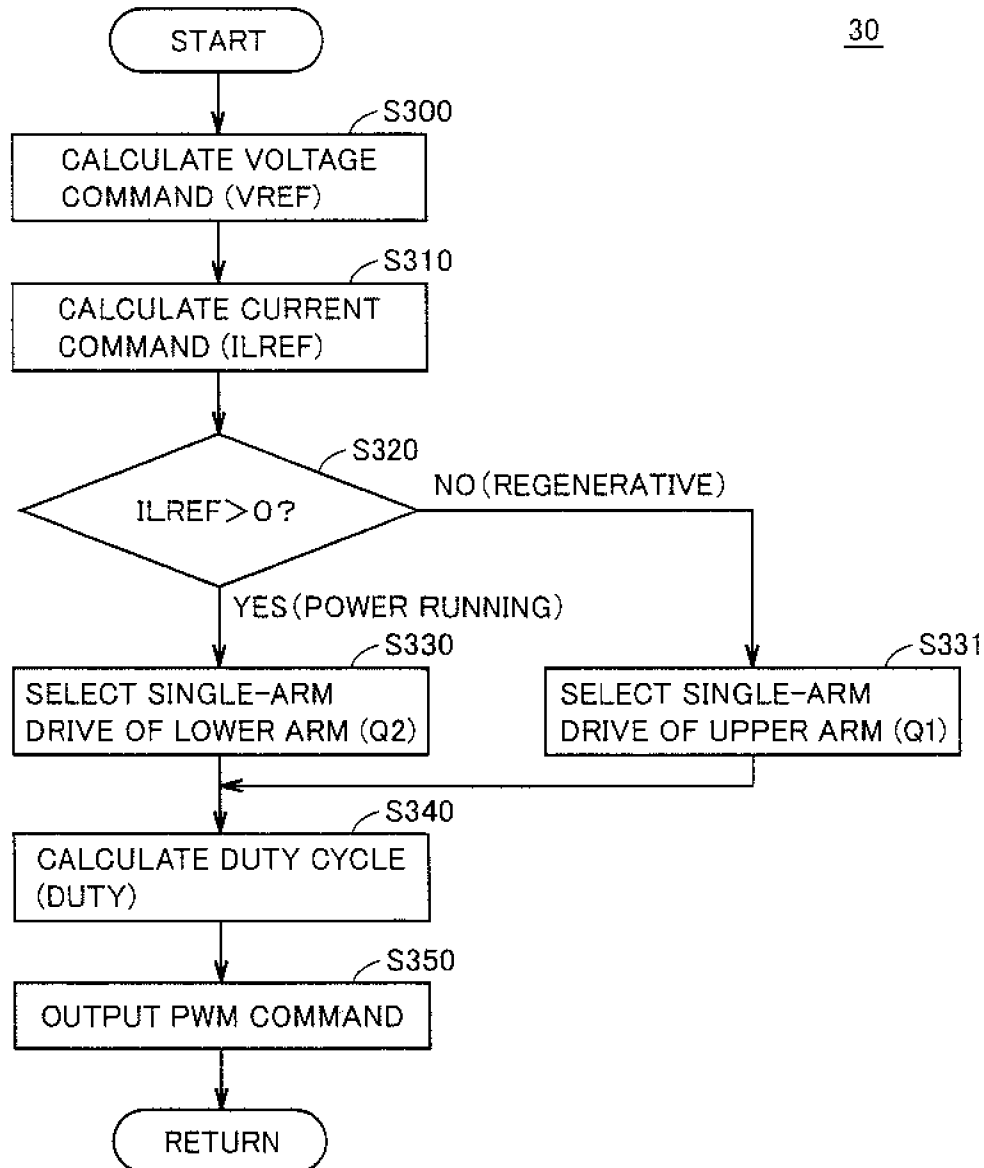 START
30
S300
CALCULATE VOLTAGE
COMMAND (VREF)
S310
CALCULATE CURRENT
COMMAND (ILREF)
S320
ILREF>0?
NO (REGENERATIVE)
YES (POWER RUNNING)
S330
SELECT SINGLE-ARM
DRIVE OF LOWER ARM (Q2)
S331
SELECT SINGLE-ARM
DRIVE OF UPPER ARM (Q1)
S340
CALCULATE DUTY CYCLE
(DUTY)
S350
OUTPUT PWM COMMAND
RETURN